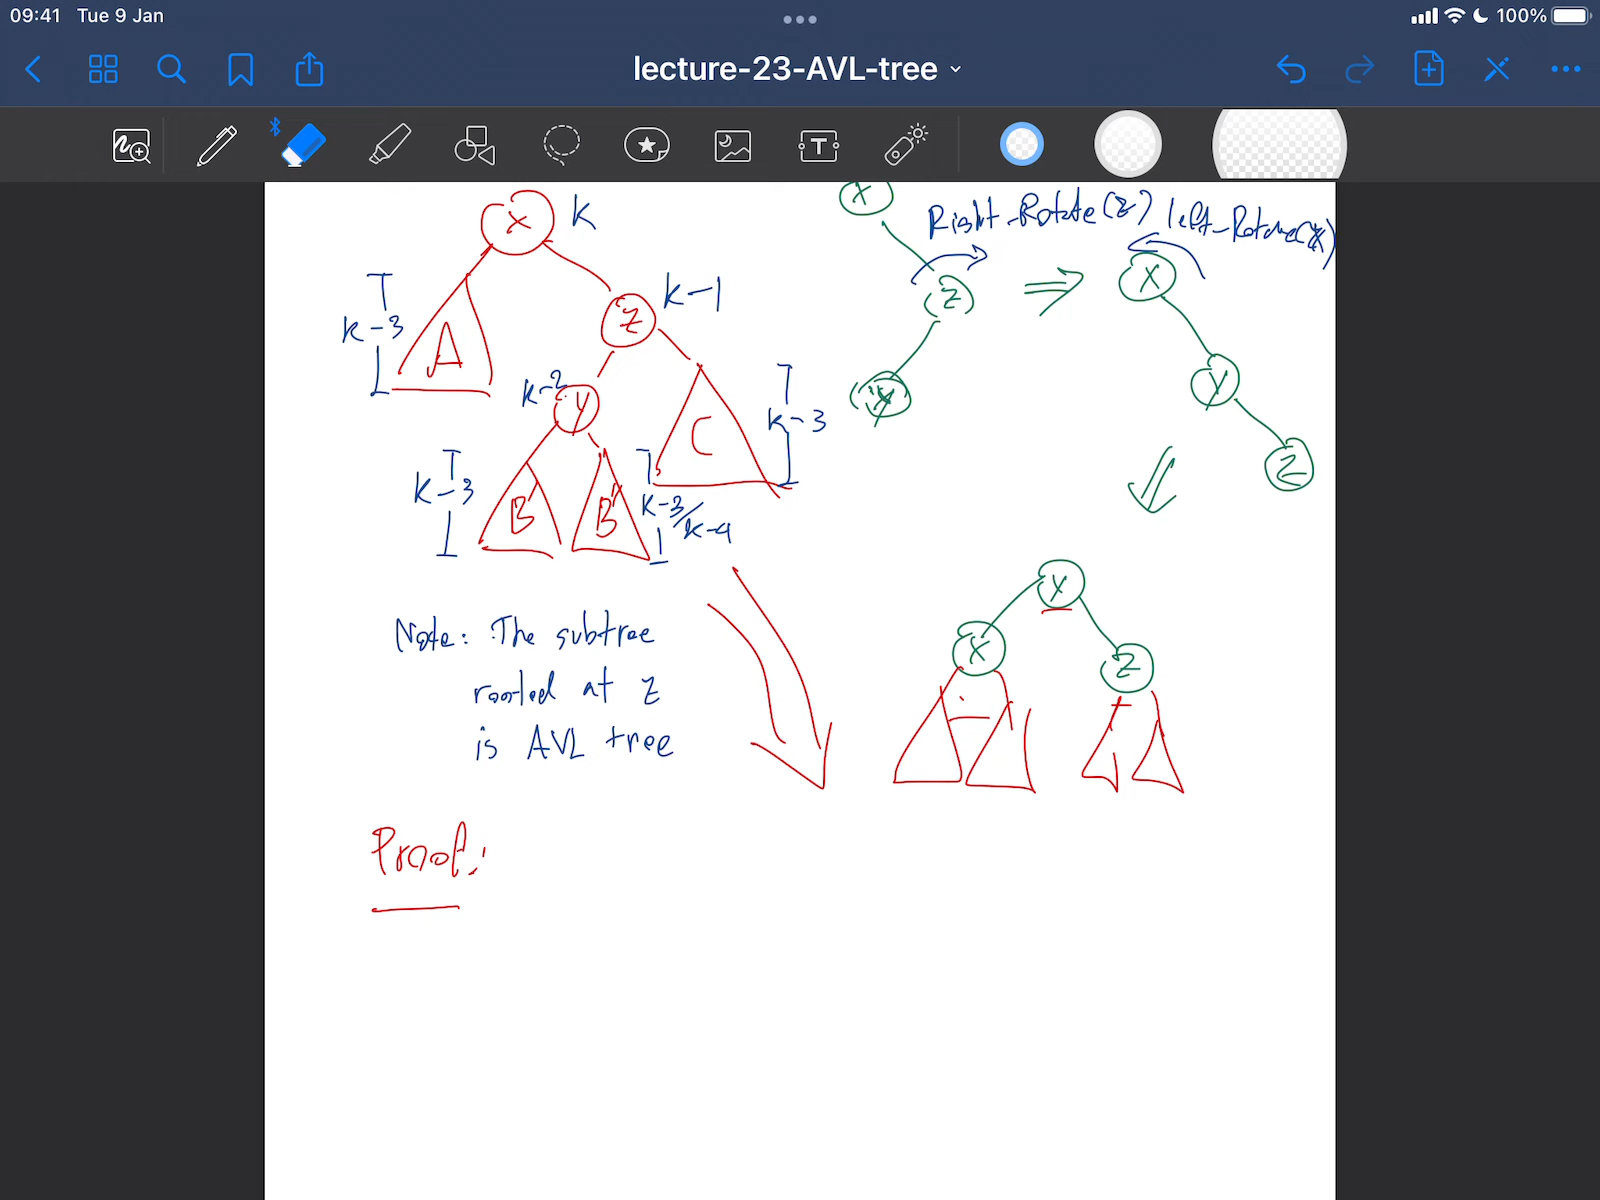 09:41 Tue 9 Jan
100%
lecture-23-AVL-tree
T
X
k
X
Right-Rotate(z)
left-Rotate(x)
k-3
A
Z
k-1
Z
X
k-2
y
C
k-3
y
y
k-3
B
B'
k-3/k-4
Z
Note: The subtree
rooted at z
is AVL tree
y
X
Z
Proof: